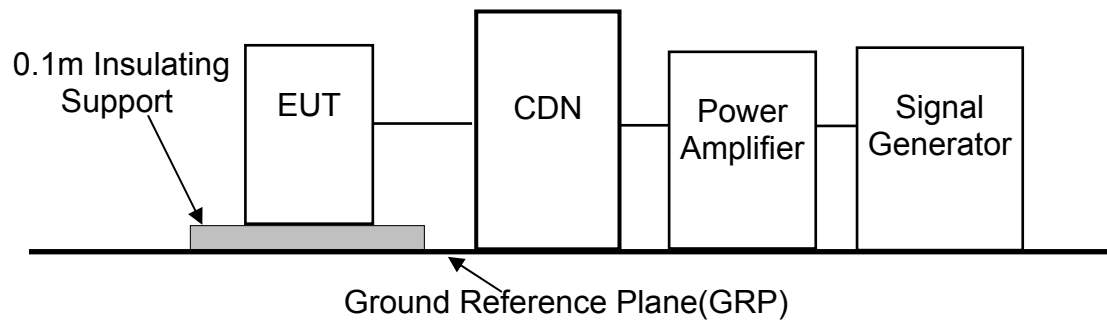 0.1m Insulating
Support
EUT
CDN
Power
Amplifier
Signal
Generator
Ground Reference Plane(GRP)